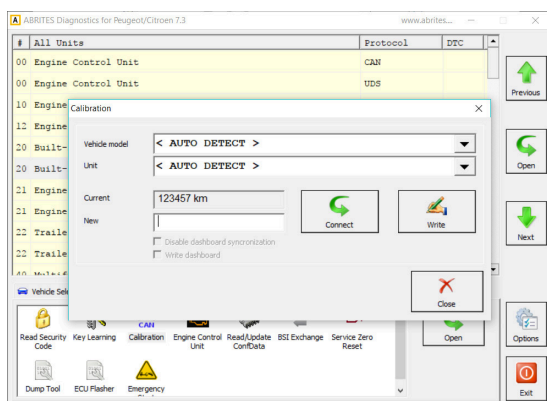 ABRITES Diagnostics for Peugeot/Citroen 7.3 www.abrites...
# All Units Protocol DTC
00 Engine Control Unit CAN
00 Engine Control Unit UDS
10 Engine
12 Engine
20 Built-
20 Built-
21 Engine
21 Engine
22 Traile
22 Traile
40 Multif
Previous
Open
Next
Calibration
Vehicle model < AUTO DETECT >
Unit < AUTO DETECT >
Current 123457 km
New
Connect
Write
Disable dashboard syncronization
Write dashboard
Close
Vehicle Sele
CAN
Read Security Code
Key Learning
Calibration
Engine Control Unit
Read/Update ConfData
BSI Exchange
Service Zero Reset
Open
Options
Dump Tool
ECU Flasher
Emergency
Exit